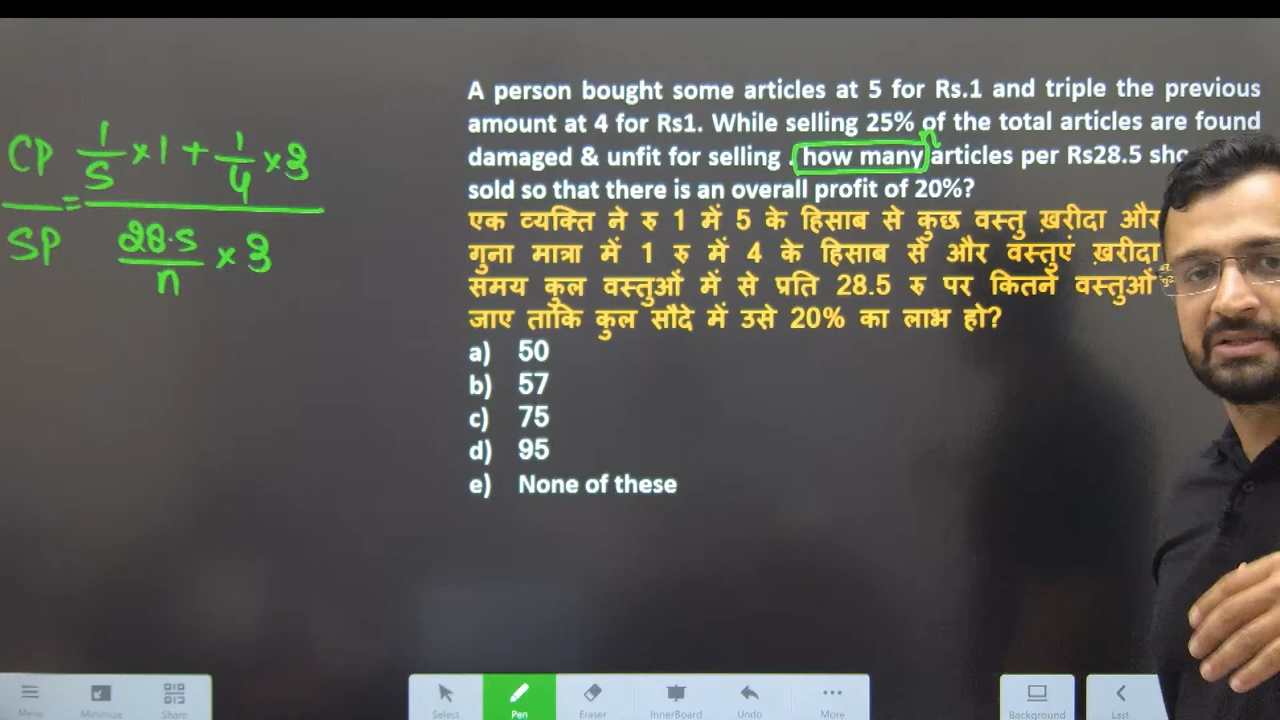 A person bought some articles at 5 for Rs.1 and triple the previous
amount at 4 for Rs1. While selling 25% of the total articles are found
damaged & unfit for selling . how many articles per Rs28.5
n
sold so that there is an overall profit of 20%?
एक व्यक्ति ने रु 1 में 5 के हिसाब से कुछ वस्तु ख़रीदा और
गुना मात्रा में 1 रु में 4 के हिसाब से और वस्तुएं ख़रीदा
समय कुल वस्तुओं में से प्रति 28.5 रु पर कितने वस्तुओं
जाए ताकि कुल सौदे में उसे 20% का लाभ हो?
a) 50
b) 57
c) 75
d) 95
e) None of these
CP 1/5 × 1 + 1/4 × 3
=
SP 28.5/n × 3
Menu Minimize Share Select Pen Eraser InnerBoard Undo More Background Last